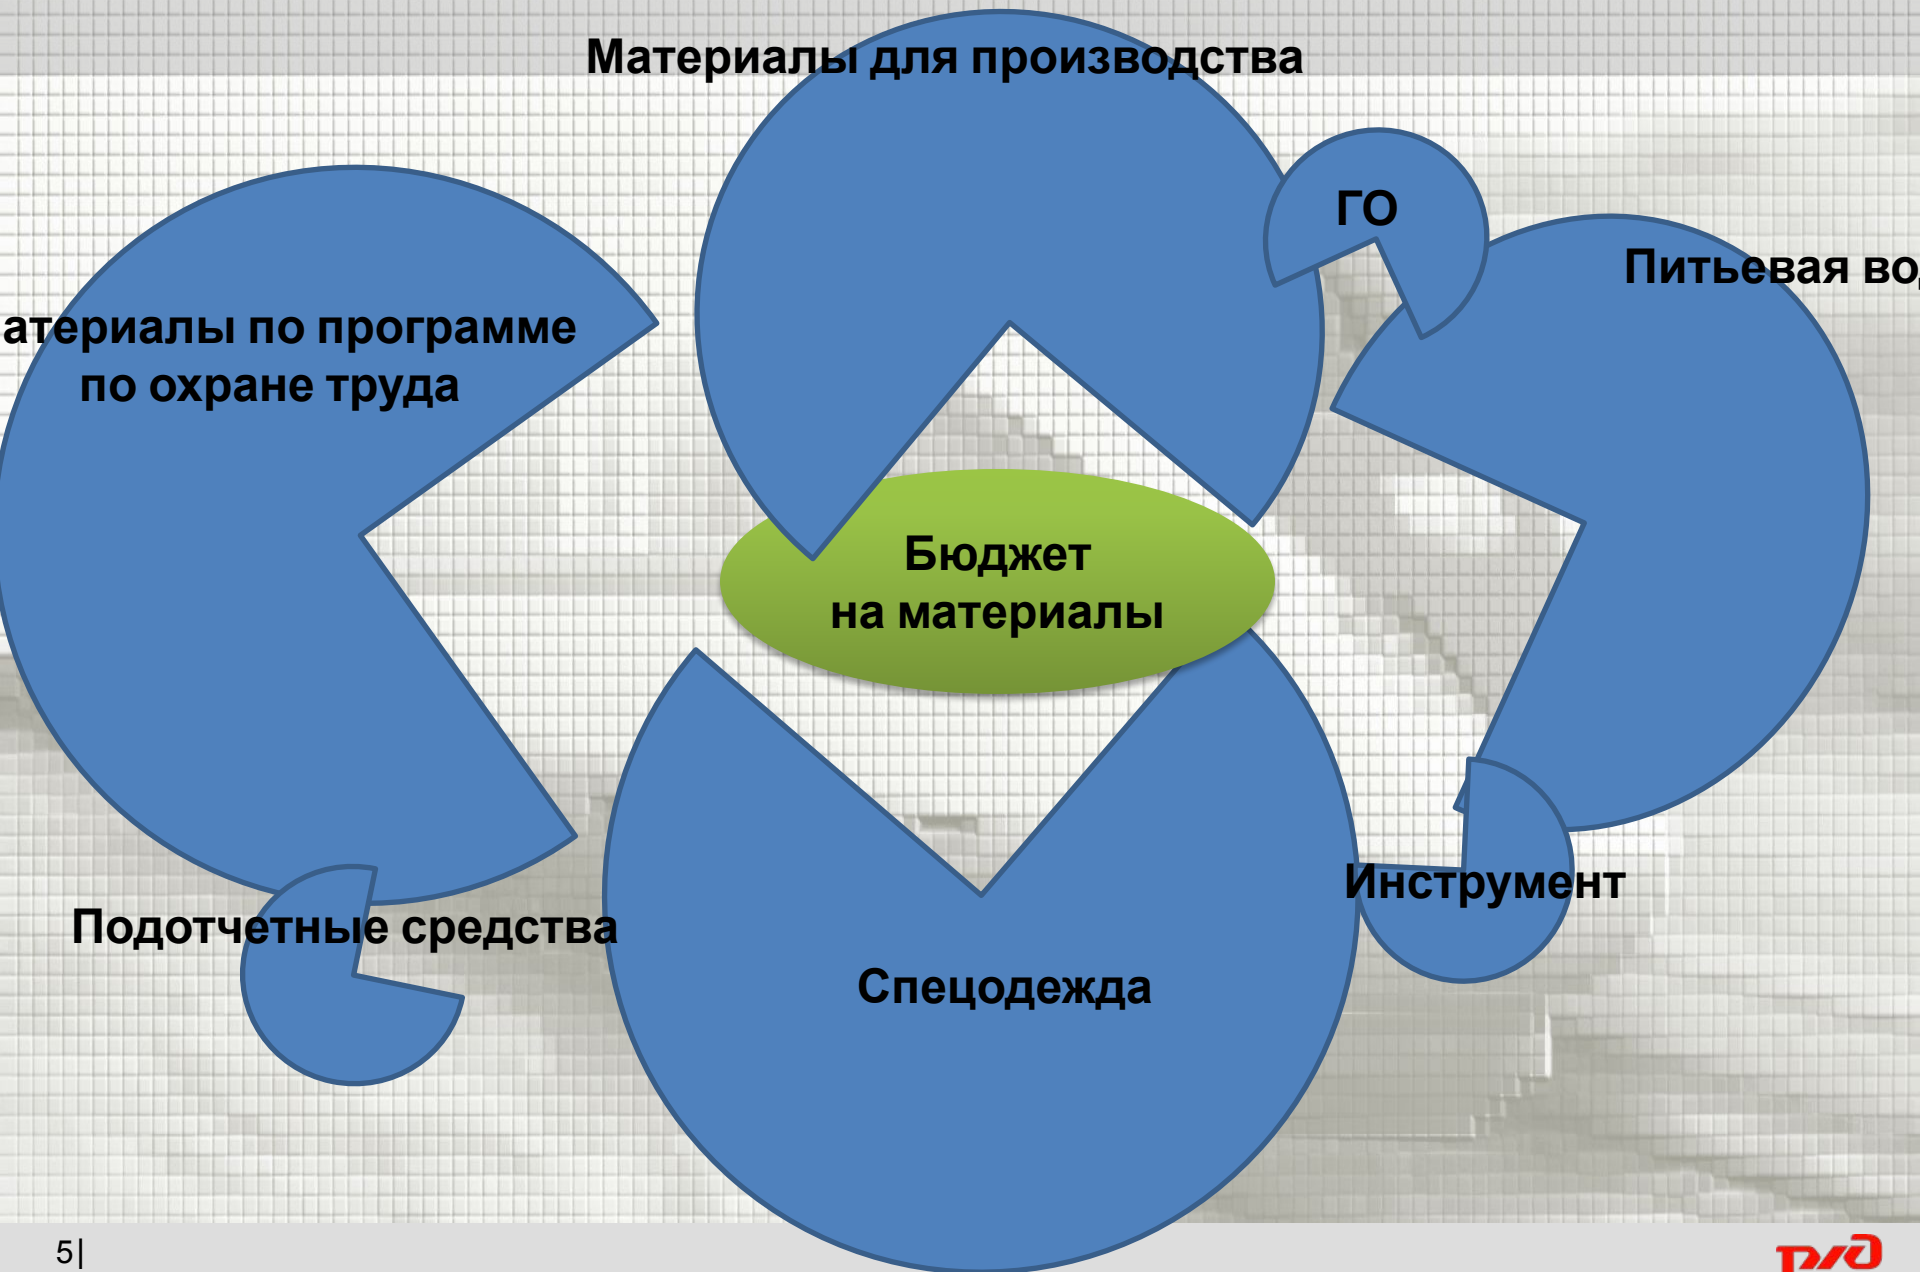 Материалы для производства
ГО
Питьевая
атериалы по программе
по охране труда
Бюджет
на материалы
Инструмент
Подотчетные средства
Спецодежда
5|